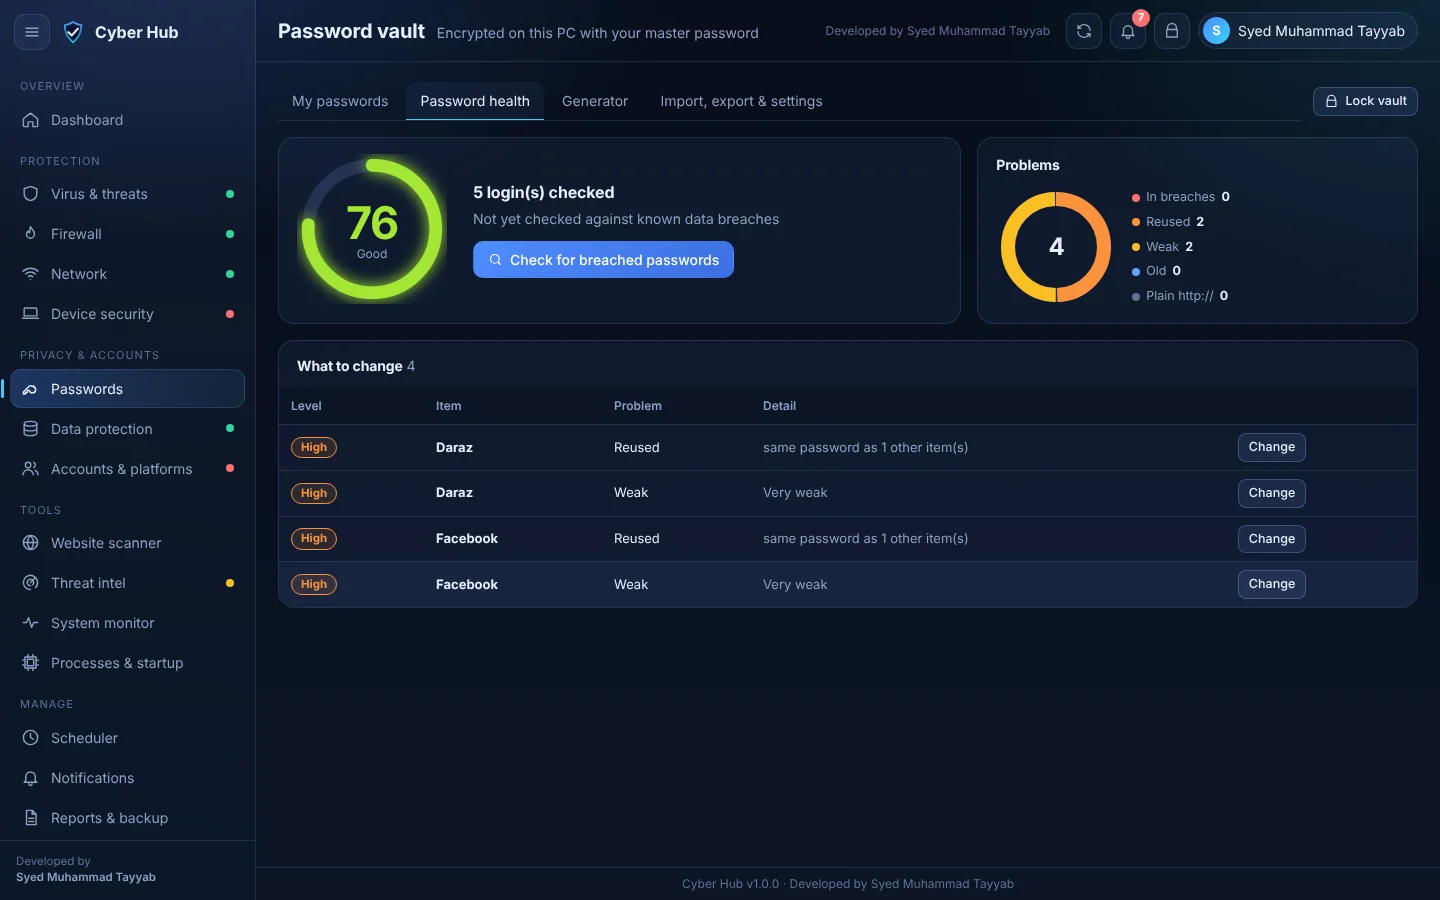 Cyber Hub
OVERVIEW
Dashboard
PROTECTION
Virus & threats
Firewall
Network
Device security
PRIVACY & ACCOUNTS
Passwords
Data protection
Accounts & platforms
TOOLS
Website scanner
Threat intel
System monitor
Processes & startup
MANAGE
Scheduler
Notifications
Reports & backup
Developed by
Syed Muhammad Tayyab
Password vault Encrypted on this PC with your master password
Developed by Syed Muhammad Tayyab
7
S Syed Muhammad Tayyab
My passwords Password health Generator Import, export & settings
Lock vault
76
Good
5 login(s) checked
Not yet checked against known data breaches
Check for breached passwords
Problems
4
In breaches 0
Reused 2
Weak 2
Old 0
Plain http:// 0
What to change 4
Level Item Problem Detail
High Daraz Reused same password as 1 other item(s) Change
High Daraz Weak Very weak Change
High Facebook Reused same password as 1 other item(s) Change
High Facebook Weak Very weak Change
Cyber Hub v1.0.0 · Developed by Syed Muhammad Tayyab